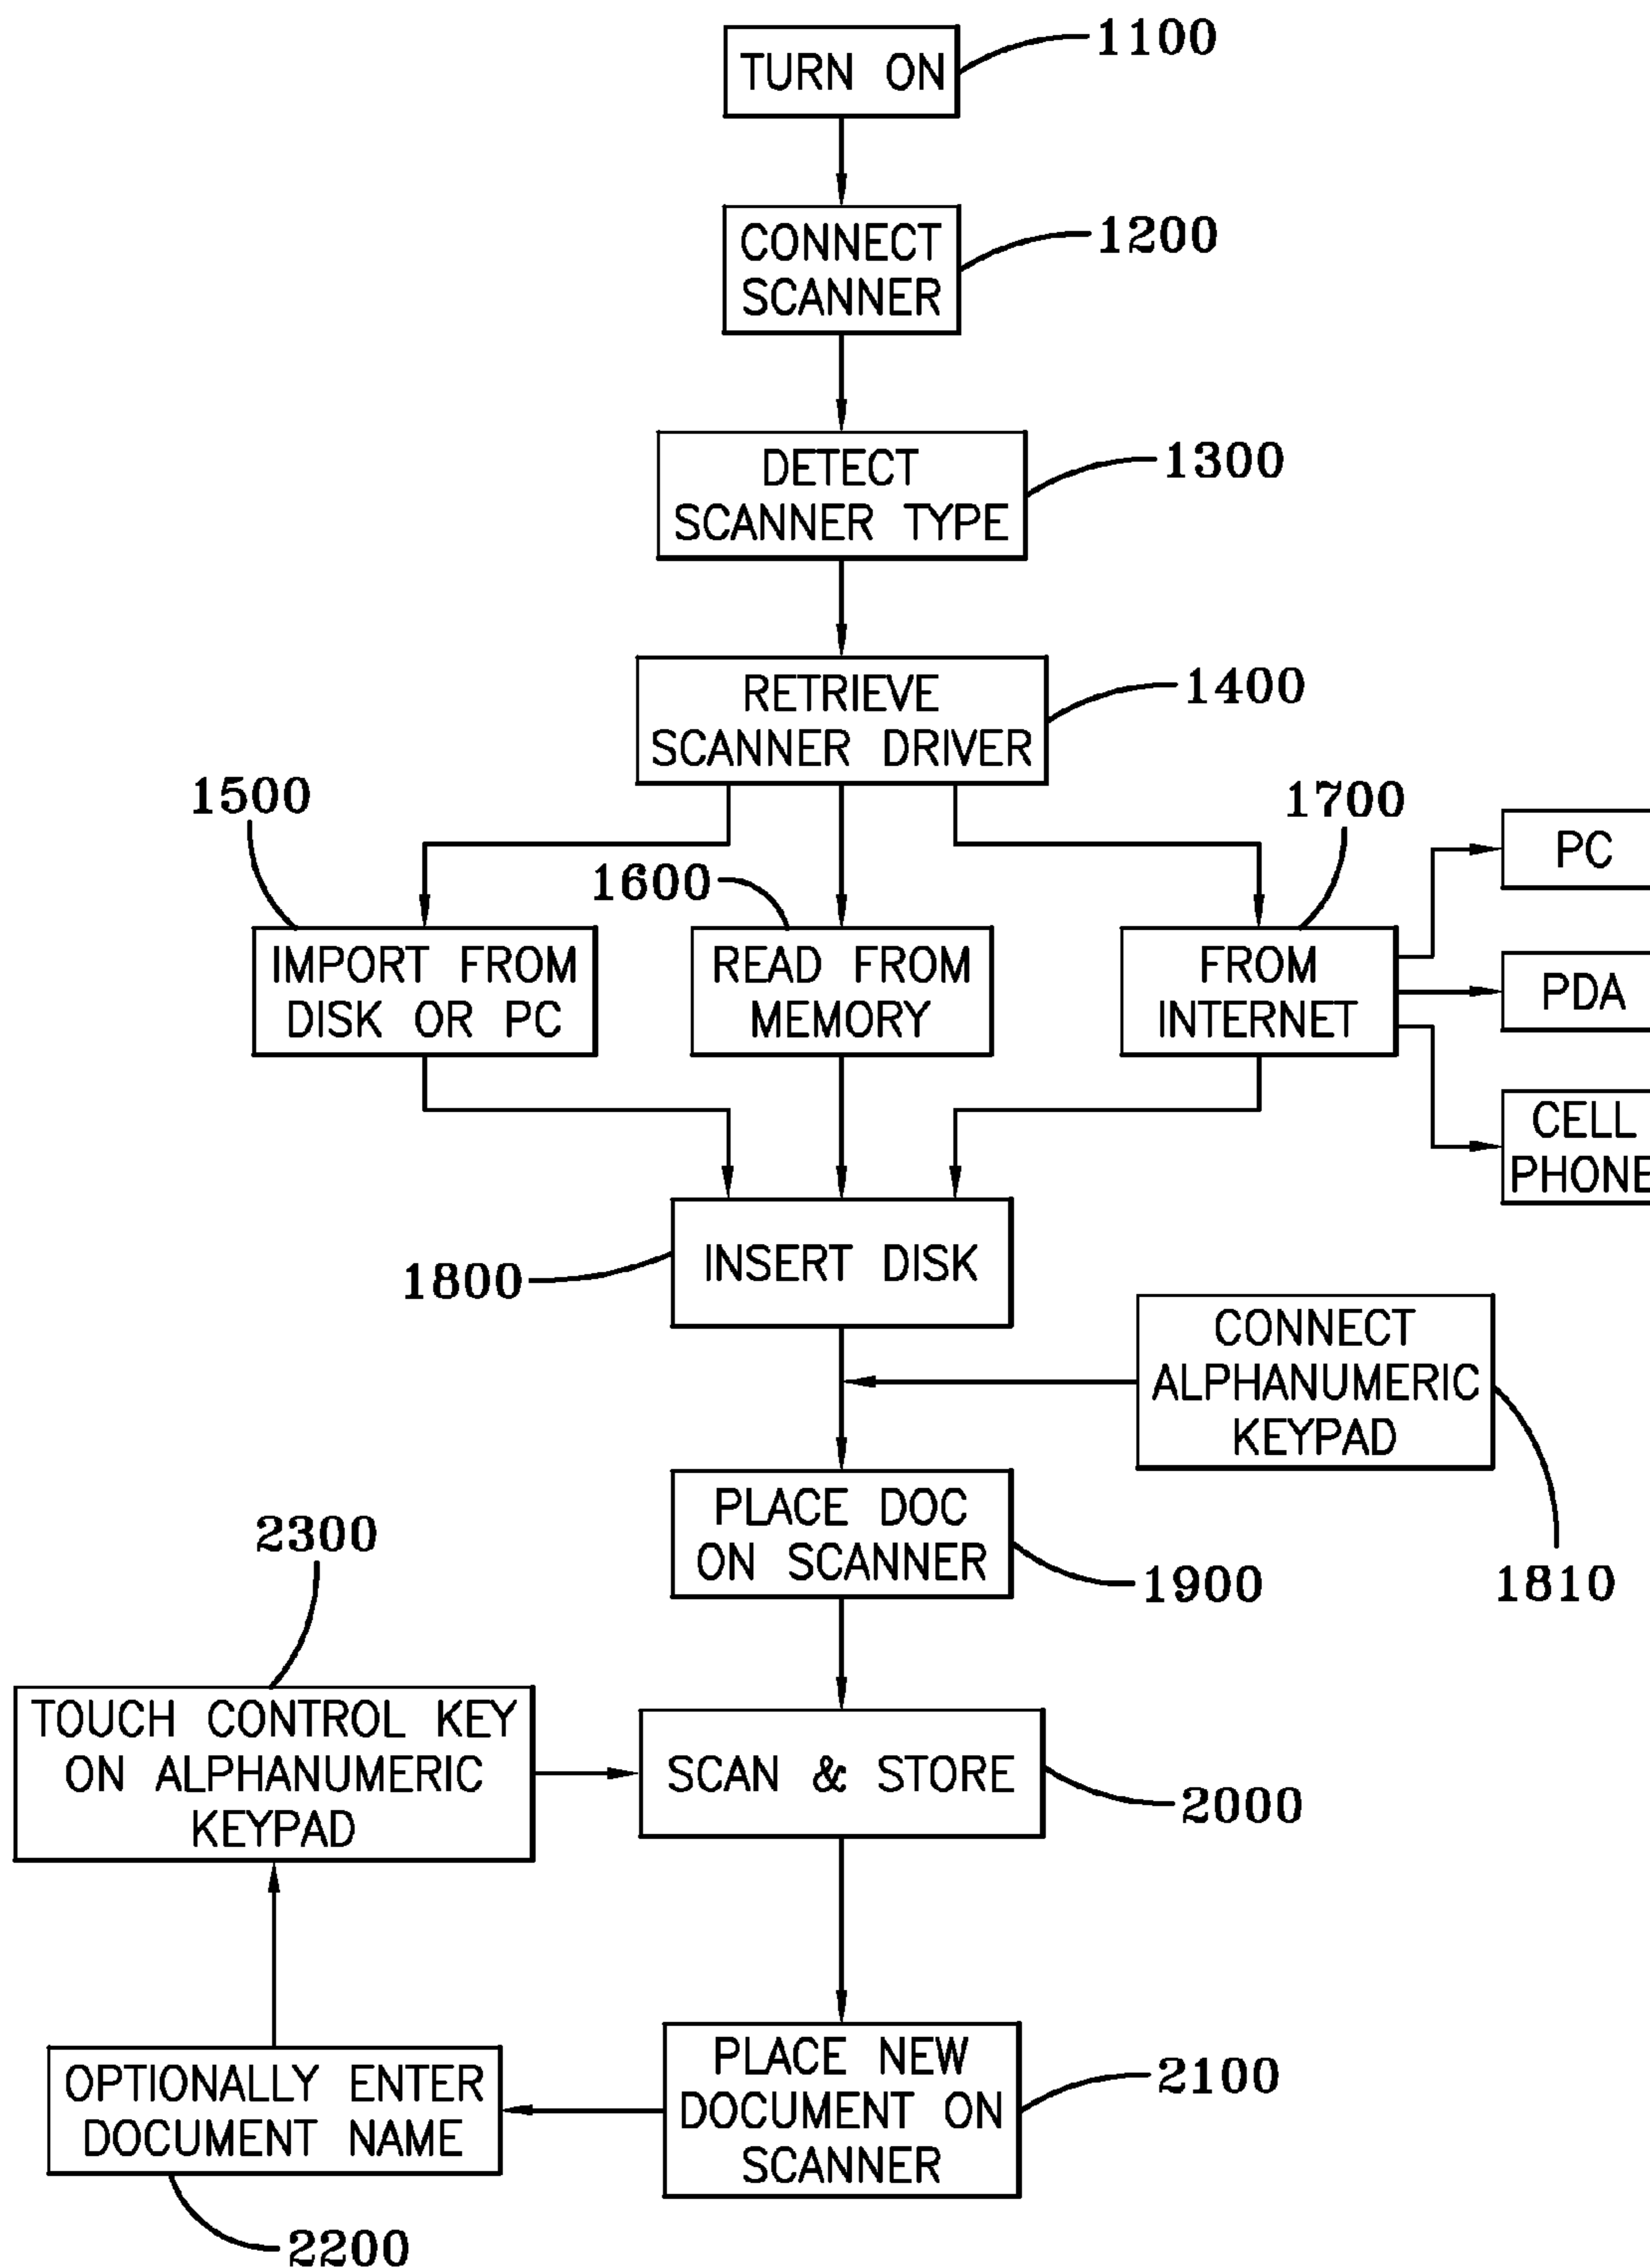 TURN ON
1100
CONNECT
SCANNER
1200
DETECT
SCANNER TYPE
1300
RETRIEVE
SCANNER DRIVER
1400
1500
IMPORT FROM
DISK OR PC
1600
READ FROM
MEMORY
1700
FROM
INTERNET
PC
PDA
CELL
PHONE
INSERT DISK
1800
CONNECT
ALPHANUMERIC
KEYPAD
1810
PLACE DOC
ON SCANNER
1900
2300
TOUCH CONTROL KEY
ON ALPHANUMERIC
KEYPAD
SCAN & STORE
2000
PLACE NEW
DOCUMENT ON
SCANNER
2100
OPTIONALLY ENTER
DOCUMENT NAME
2200